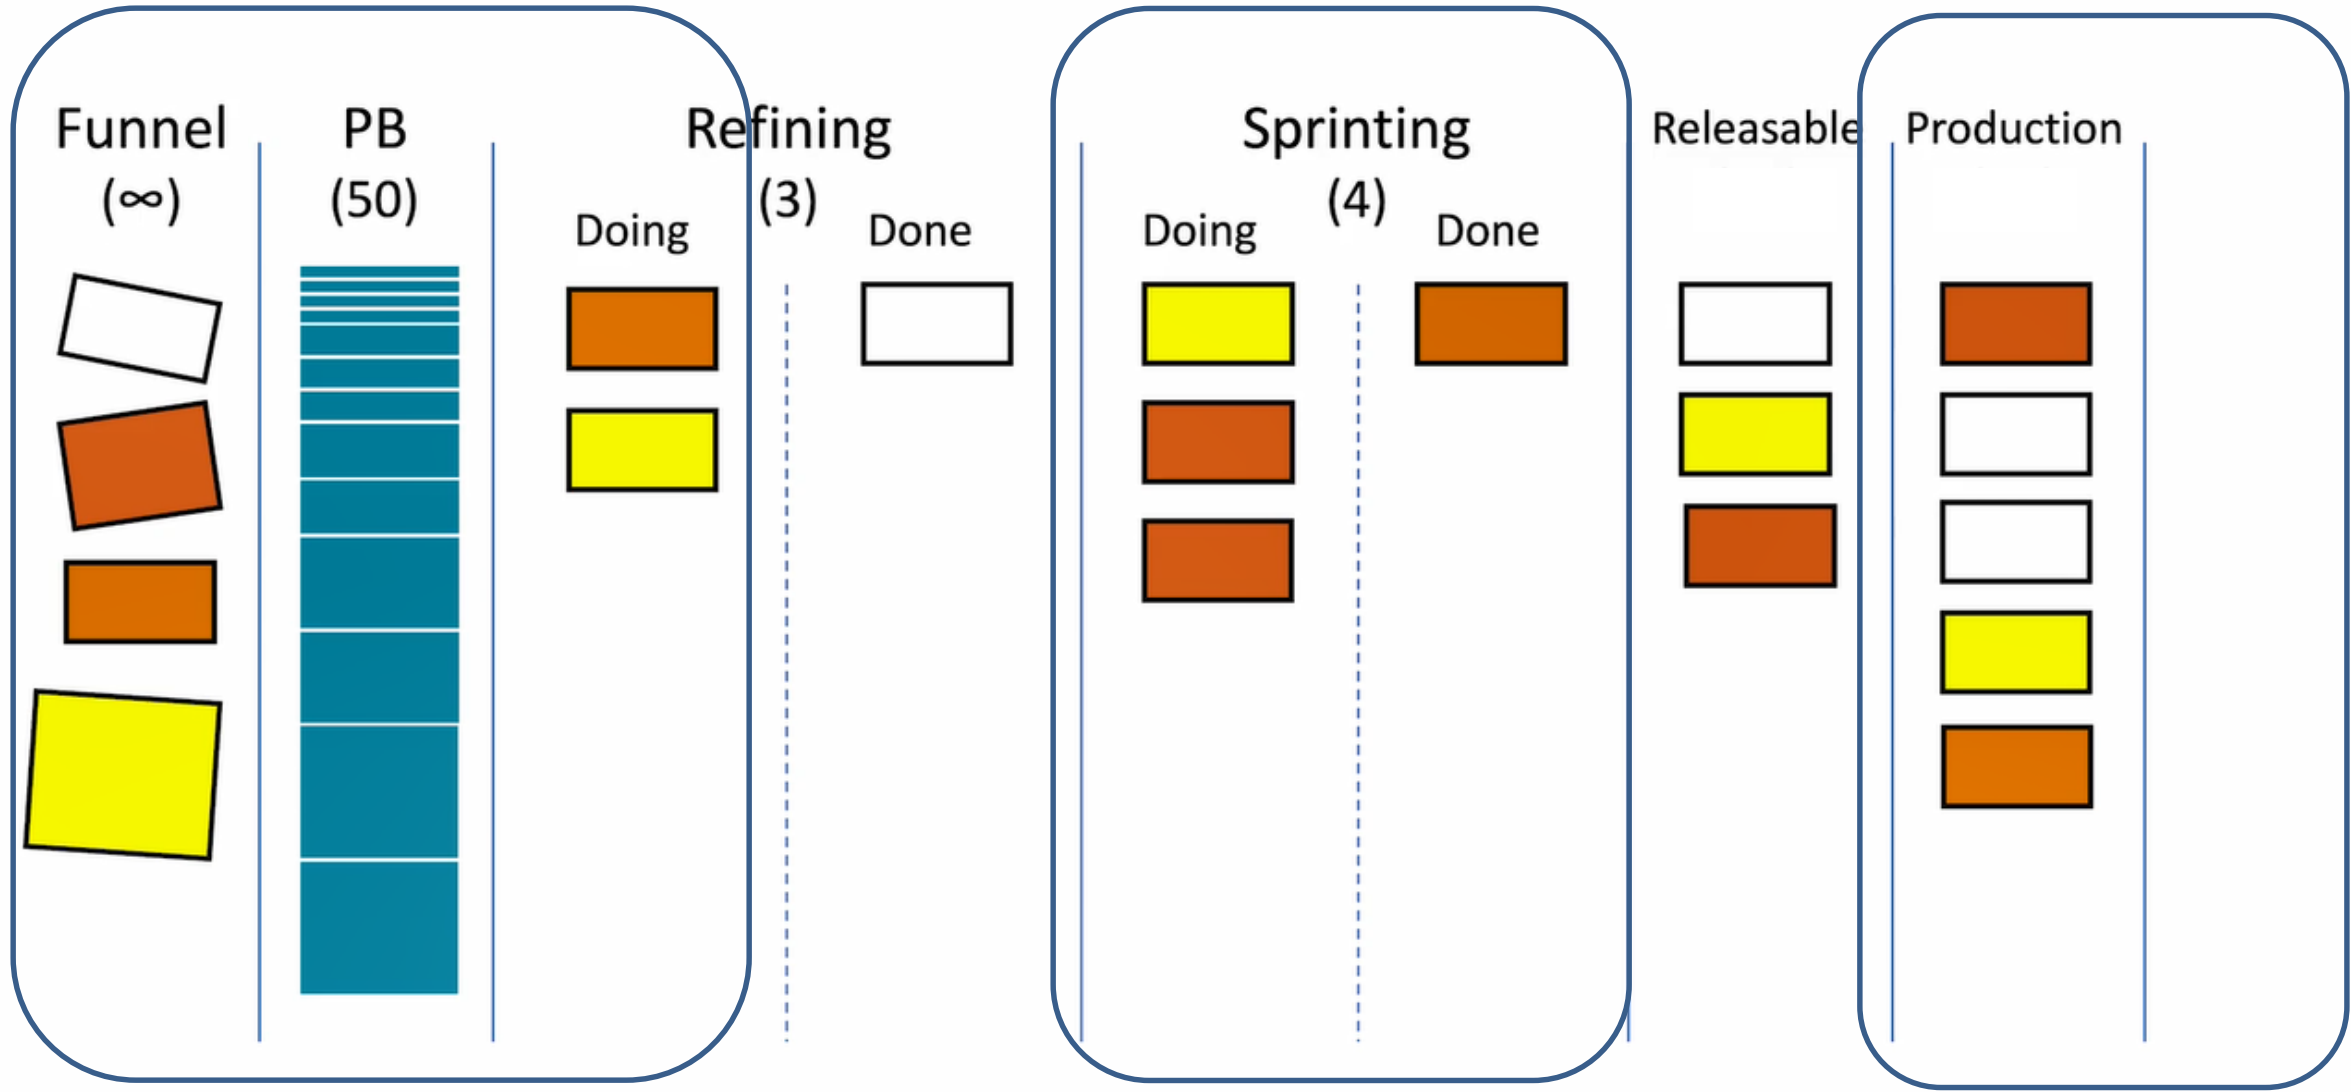 Funnel
(∞)
PB
(50)
Refining
(3)
Doing
Done
Sprinting
(4)
Doing
Done
Releasable
Production